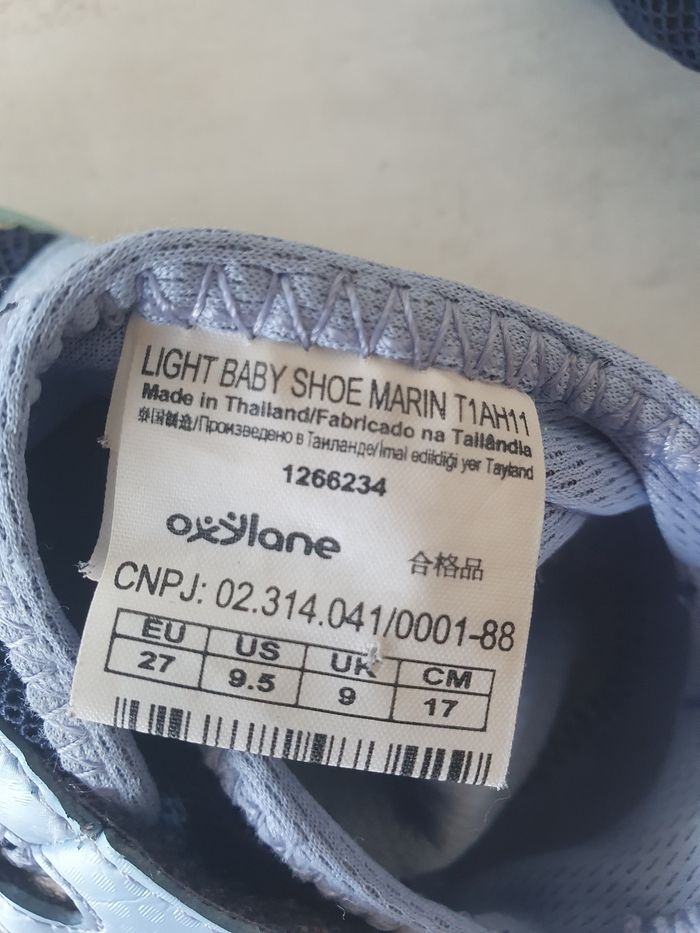 LIGHT BABY SHOE MARIN T1AH11
Made in Thailand/Fabricado na Tailândia
泰国制造/Произведено в Таиланде/Imal edildiği yer Tayland
1266234
oxylane
合格品
CNPJ: 02.314.041/0001-88
EU US UK CM
27 9.5 9 17